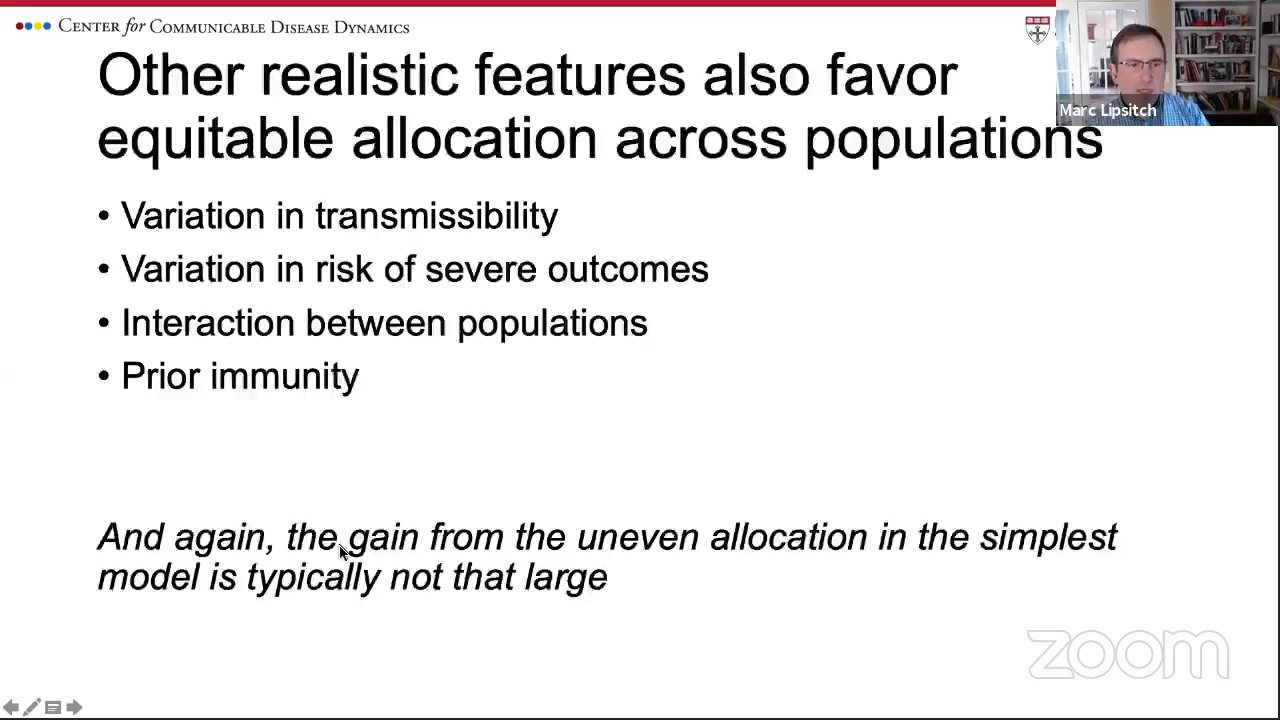 CENTER for COMMUNICABLE DISEASE DYNAMICS
Marc Lipsitch
Other realistic features also favor
equitable allocation across populations
• Variation in transmissibility
• Variation in risk of severe outcomes
• Interaction between populations
• Prior immunity
And again, the gain from the uneven allocation in the simplest
model is typically not that large
zoom